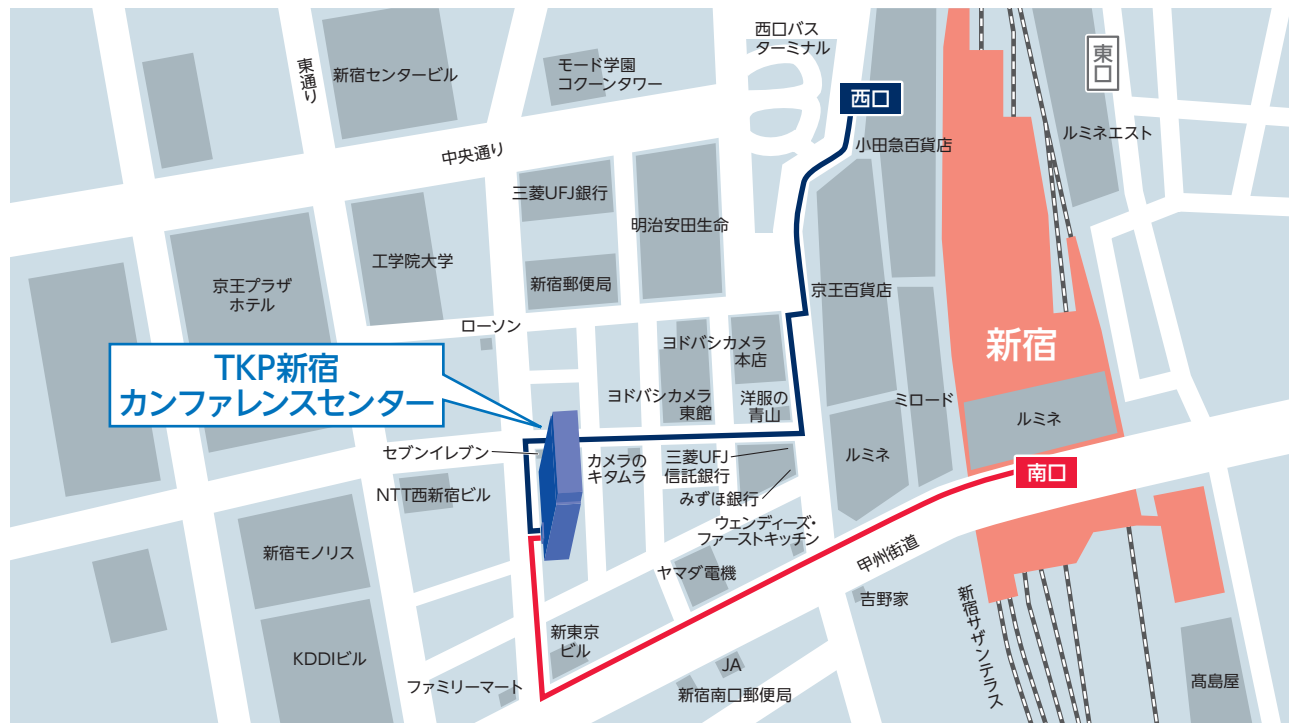 西口バス
ターミナル
東口
東通り
新宿センタービル
モード学園
コクーンタワー
西口
ルミネエスト
小田急百貨店
中央通り
三菱UFJ銀行
明治安田生命
工学院大学
新宿郵便局
京王プラザ
ホテル
京王百貨店
ローソン
新宿
ヨドバシカメラ
本店
TKP新宿
カンファレンスセンター
ヨドバシカメラ
東館
洋服の
青山
ミロード
ルミネ
セブンイレブン
カメラの
キタムラ
三菱UFJ
信託銀行
ルミネ
南口
NTT西新宿ビル
みずほ銀行
ウェンディーズ・
ファーストキッチン
新宿モノリス
甲州街道
ヤマダ電機
吉野家
新宿サザンテラス
新東京
ビル
KDDIビル
JA
ファミリーマート
新宿南口郵便局
髙島屋